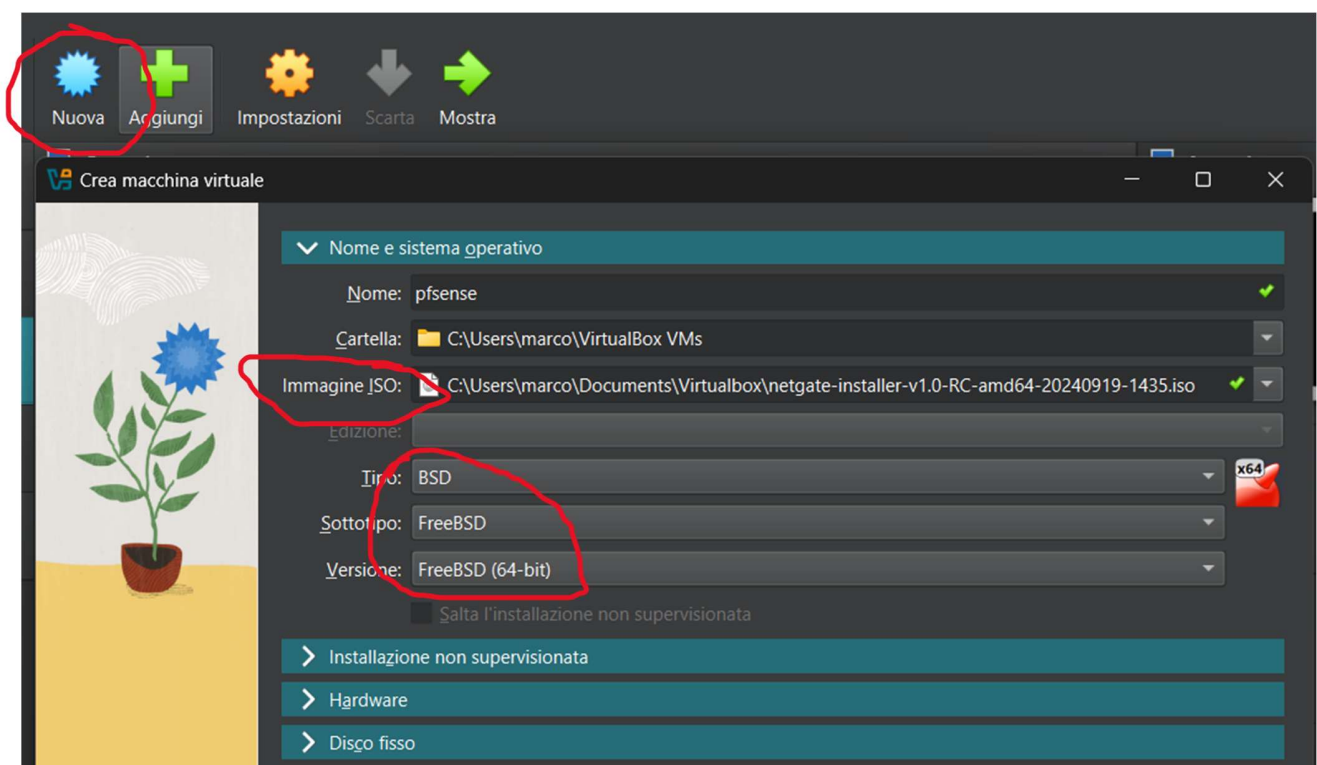 Nuova Aggiungi Impostazioni Scarta Mostra
Crea macchina virtuale
Nome e sistema operativo
Nome: pfsense
Cartella: C:\Users\marco\VirtualBox VMs
Immagine ISO: C:\Users\marco\Documents\Virtualbox\netgate-installer-v1.0-RC-amd64-20240919-1435.iso
Edizione:
Tipo: BSD
x64
Sottotipo: FreeBSD
Versione: FreeBSD (64-bit)
Salta l'installazione non supervisionata
Installazione non supervisionata
Hardware
Disco fisso